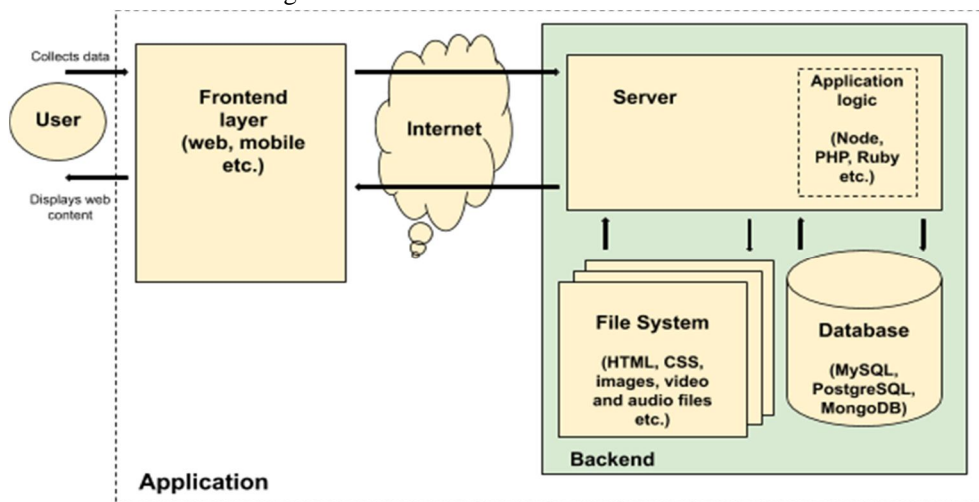 Collects data
User
Displays web
content
Frontend
layer
(web, mobile
etc.)
Internet
Server
Application
logic
(Node,
PHP, Ruby
etc.)
File System
(HTML, CSS,
images, video
and audio files
etc.)
Database
(MySQL,
PostgreSQL,
MongoDB)
Backend
Application